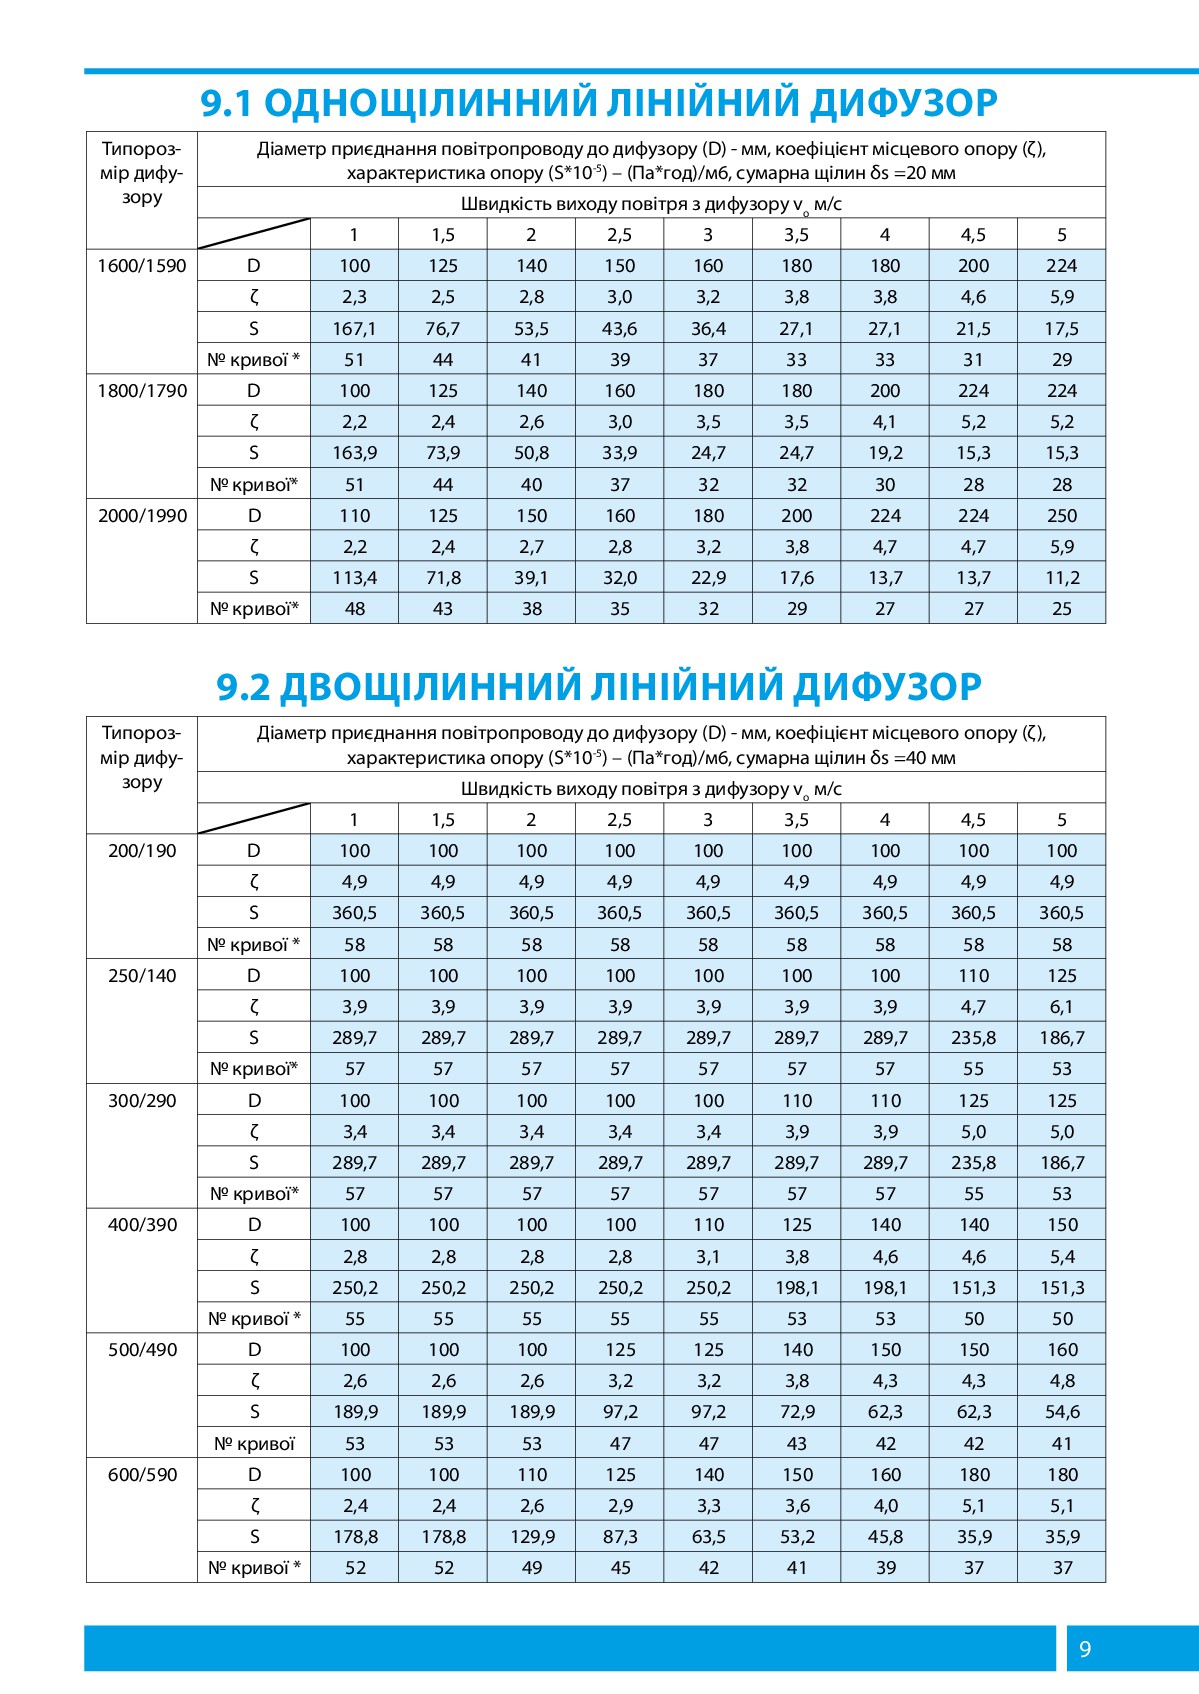 9.1 ОДНОЩІЛИННИЙ ЛІНІЙНИЙ ДИФУЗОР
Типороз-
мір дифу-
зору
Діаметр приєднання повітропроводу до дифузору (D) - мм, коефіцієнт місцевого опору (ζ),
характеристика опору (S*10-5) – (Па*год)/м6, сумарна щілин δs =20 мм
Швидкість виходу повітря з дифузору vo м/с
1 1,5 2 2,5 3 3,5 4 4,5 5
1600/1590 D 100 125 140 150 160 180 180 200 224
ζ 2,3 2,5 2,8 3,0 3,2 3,8 3,8 4,6 5,9
S 167,1 76,7 53,5 43,6 36,4 27,1 27,1 21,5 17,5
№ кривої * 51 44 41 39 37 33 33 31 29
1800/1790 D 100 125 140 160 180 180 200 224 224
ζ 2,2 2,4 2,6 3,0 3,5 3,5 4,1 5,2 5,2
S 163,9 73,9 50,8 33,9 24,7 24,7 19,2 15,3 15,3
№ кривої* 51 44 40 37 32 32 30 28 28
2000/1990 D 110 125 150 160 180 200 224 224 250
ζ 2,2 2,4 2,7 2,8 3,2 3,8 4,7 4,7 5,9
S 113,4 71,8 39,1 32,0 22,9 17,6 13,7 13,7 11,2
№ кривої* 48 43 38 35 32 29 27 27 25
9.2 ДВОЩІЛИННИЙ ЛІНІЙНИЙ ДИФУЗОР
Типороз-
мір дифу-
зору
Діаметр приєднання повітропроводу до дифузору (D) - мм, коефіцієнт місцевого опору (ζ),
характеристика опору (S*10-5) – (Па*год)/м6, сумарна щілин δs =40 мм
Швидкість виходу повітря з дифузору vo м/с
1 1,5 2 2,5 3 3,5 4 4,5 5
200/190 D 100 100 100 100 100 100 100 100 100
ζ 4,9 4,9 4,9 4,9 4,9 4,9 4,9 4,9 4,9
S 360,5 360,5 360,5 360,5 360,5 360,5 360,5 360,5 360,5
№ кривої * 58 58 58 58 58 58 58 58 58
250/140 D 100 100 100 100 100 100 100 110 125
ζ 3,9 3,9 3,9 3,9 3,9 3,9 3,9 4,7 6,1
S 289,7 289,7 289,7 289,7 289,7 289,7 289,7 235,8 186,7
№ кривої* 57 57 57 57 57 57 57 55 53
300/290 D 100 100 100 100 100 110 110 125 125
ζ 3,4 3,4 3,4 3,4 3,4 3,9 3,9 5,0 5,0
S 289,7 289,7 289,7 289,7 289,7 289,7 289,7 235,8 186,7
№ кривої* 57 57 57 57 57 57 57 55 53
400/390 D 100 100 100 100 110 125 140 140 150
ζ 2,8 2,8 2,8 2,8 3,1 3,8 4,6 4,6 5,4
S 250,2 250,2 250,2 250,2 250,2 198,1 198,1 151,3 151,3
№ кривої * 55 55 55 55 55 53 53 50 50
500/490 D 100 100 100 125 125 140 150 150 160
ζ 2,6 2,6 2,6 3,2 3,2 3,8 4,3 4,3 4,8
S 189,9 189,9 189,9 97,2 97,2 72,9 62,3 62,3 54,6
№ кривої 53 53 53 47 47 43 42 42 41
600/590 D 100 100 110 125 140 150 160 180 180
ζ 2,4 2,4 2,6 2,9 3,3 3,6 4,0 5,1 5,1
S 178,8 178,8 129,9 87,3 63,5 53,2 45,8 35,9 35,9
№ кривої * 52 52 49 45 42 41 39 37 37
9